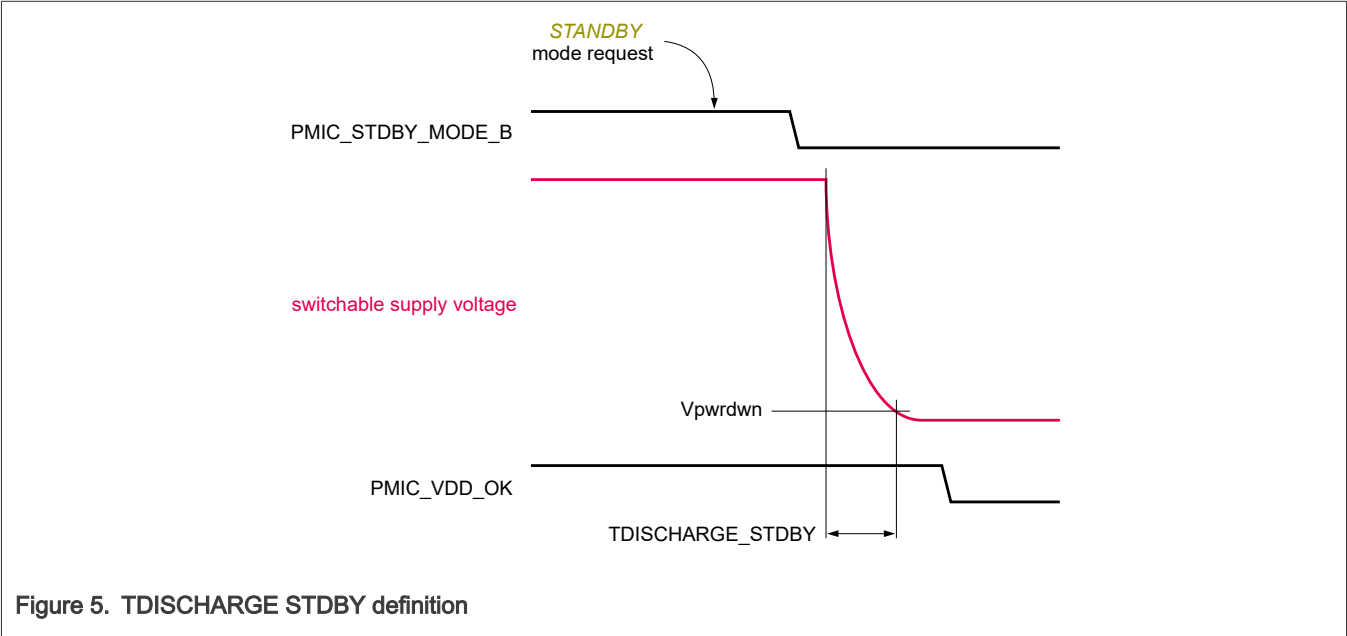 STANDBY
mode request
PMIC_STDBY_MODE_B
switchable supply voltage
Vpwrdwn
PMIC_VDD_OK
TDISCHARGE_STDBY
Figure 5. TDISCHARGE STDBY definition